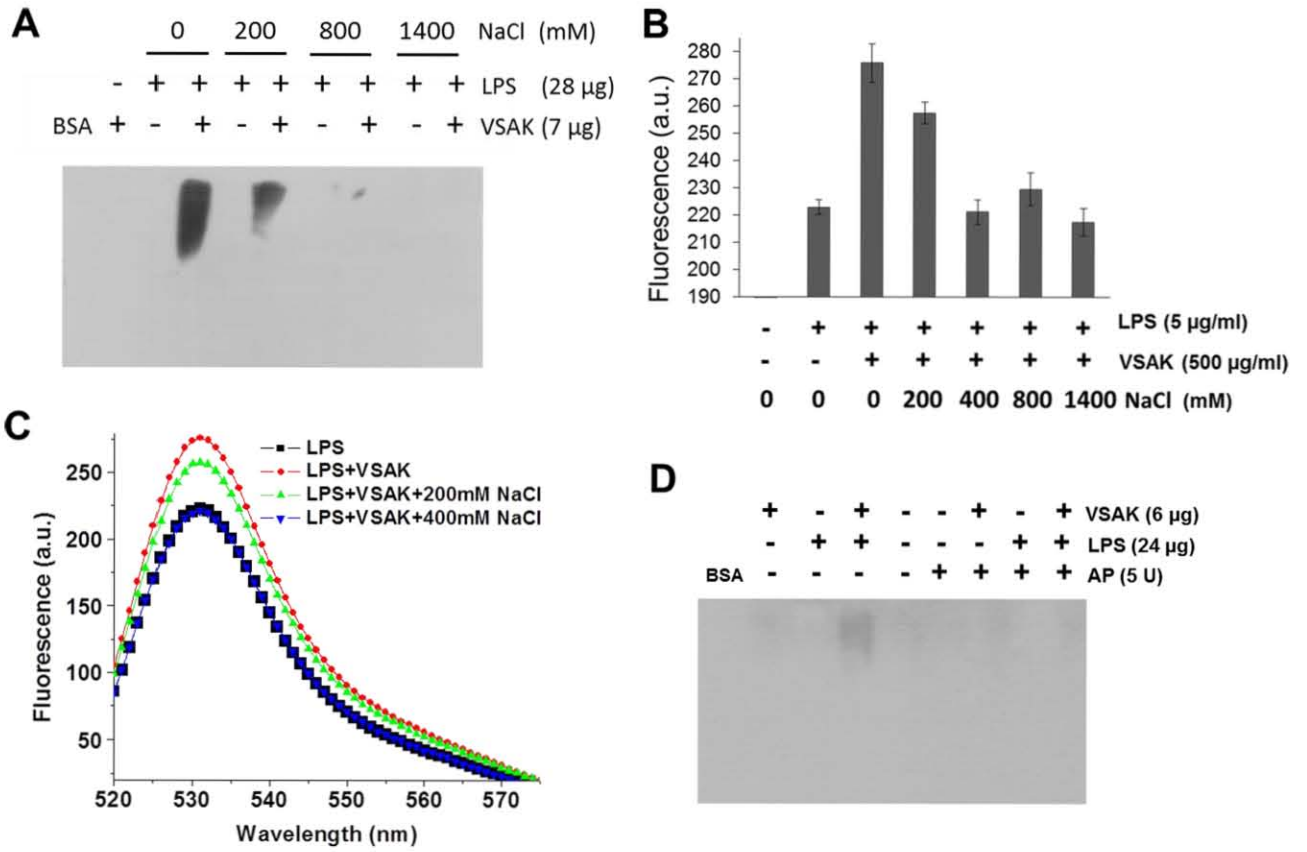 A
0 200 800 1400 NaCl (mM)
- + + + + + + + + LPS (28 µg)
BSA + - + - + - + - + VSAK (7 µg)
B
Fluorescence (a.u.)
280
270
260
250
240
230
220
210
200
190
- + + + + + + LPS (5 µg/ml)
- - + + + + + VSAK (500 µg/ml)
0 0 0 200 400 800 1400 NaCl (mM)
C
Fluorescence (a.u.)
250
200
150
100
50
LPS
LPS+VSAK
LPS+VSAK+200mM NaCl
LPS+VSAK+400mM NaCl
520 530 540 550 560 570
Wavelength (nm)
D
+ - + - - + - + VSAK (6 µg)
- + + - - - + + LPS (24 µg)
BSA - - - - + + + + AP (5 U)